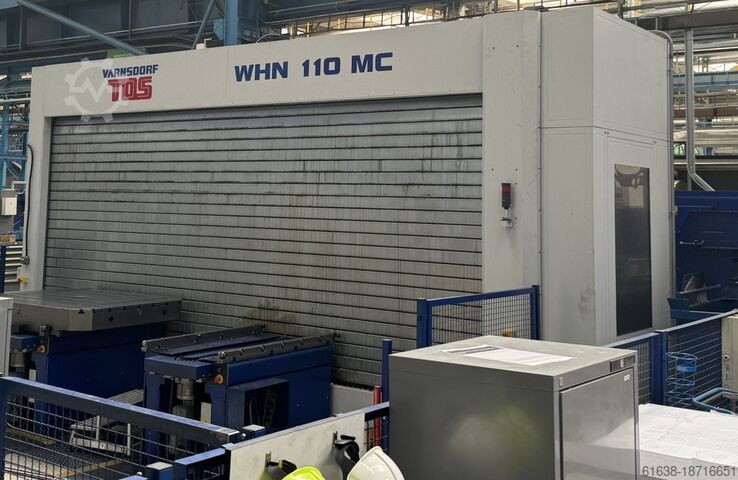 VARNSDORF
TOS
WHN 110 MC
61638-18716651